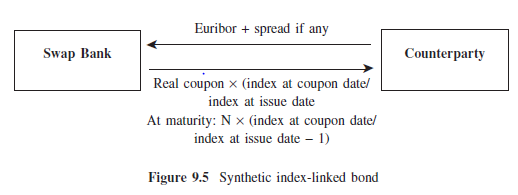 Euribor + spread if any
Swap Bank
Counterparty
Real coupon × (index at coupon date/
index at issue date
At maturity: N × (index at coupon date/
index at issue date − 1)
Figure 9.5 Synthetic index-linked bond